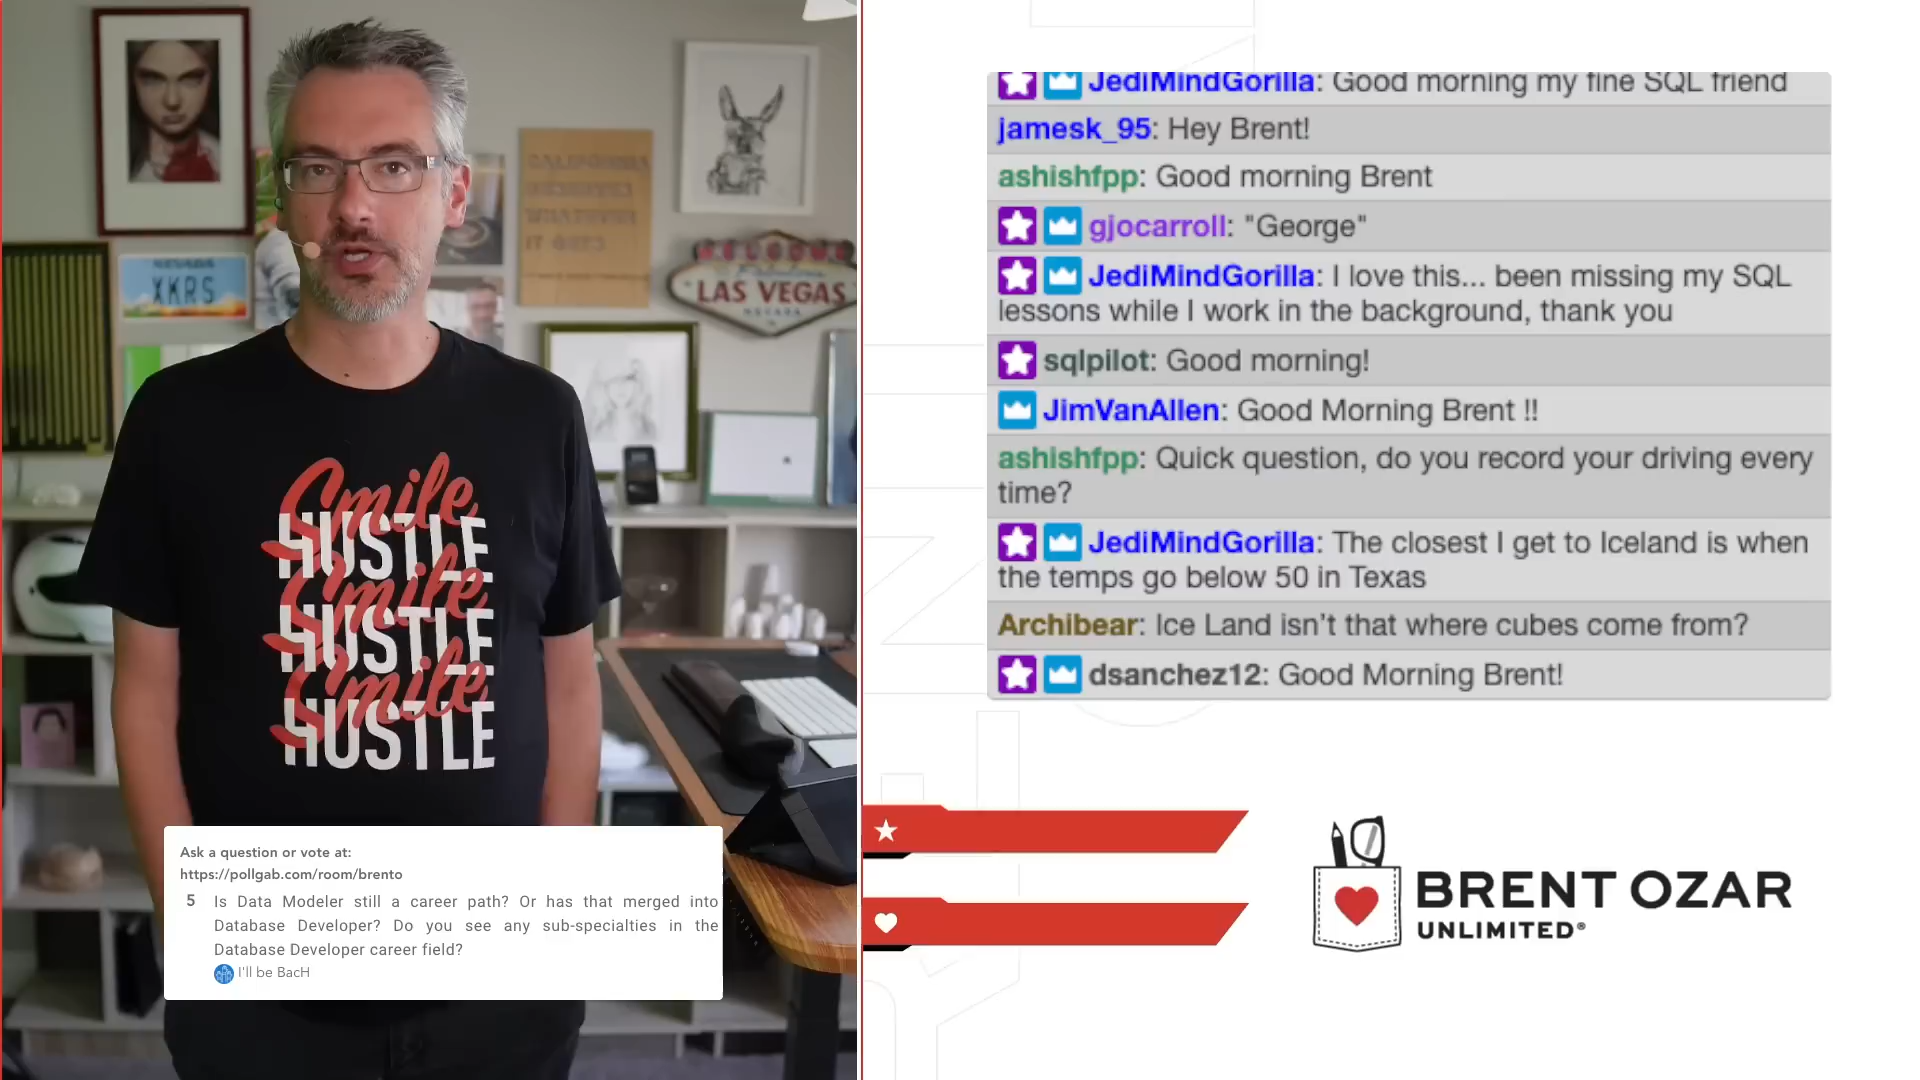 NEVADA
XKRS
WELCOME
Fabulous
LAS VEGAS
NEVADA
Smile
HUSTLE
Smile
HUSTLE
Smile
HUSTLE
Ask a question or vote at:
https://pollgab.com/room/brento
5 Is Data Modeler still a career path? Or has that merged into
Database Developer? Do you see any sub-specialties in the
Database Developer career field?
I'll be BacH
JediMindGorilla: Good morning my fine SQL friend
jamesk_95: Hey Brent!
ashishfpp: Good morning Brent
gjocarroll: "George"
JediMindGorilla: I love this... been missing my SQL
lessons while I work in the background, thank you
sqlpilot: Good morning!
JimVanAllen: Good Morning Brent !!
ashishfpp: Quick question, do you record your driving every
time?
JediMindGorilla: The closest I get to Iceland is when
the temps go below 50 in Texas
Archibear: Ice Land isn't that where cubes come from?
dsanchez12: Good Morning Brent!
BRENT OZAR
UNLIMITED®